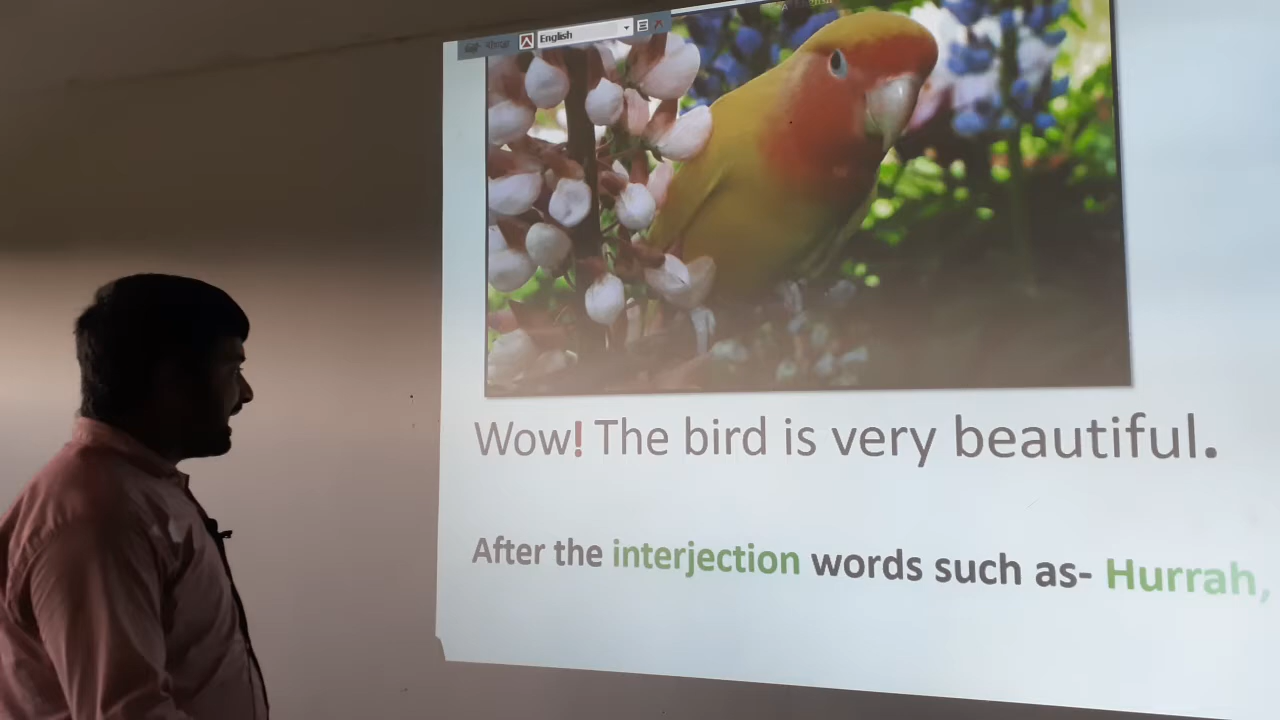 English
Wow! The bird is very beautiful.
After the interjection words such as- Hurrah,